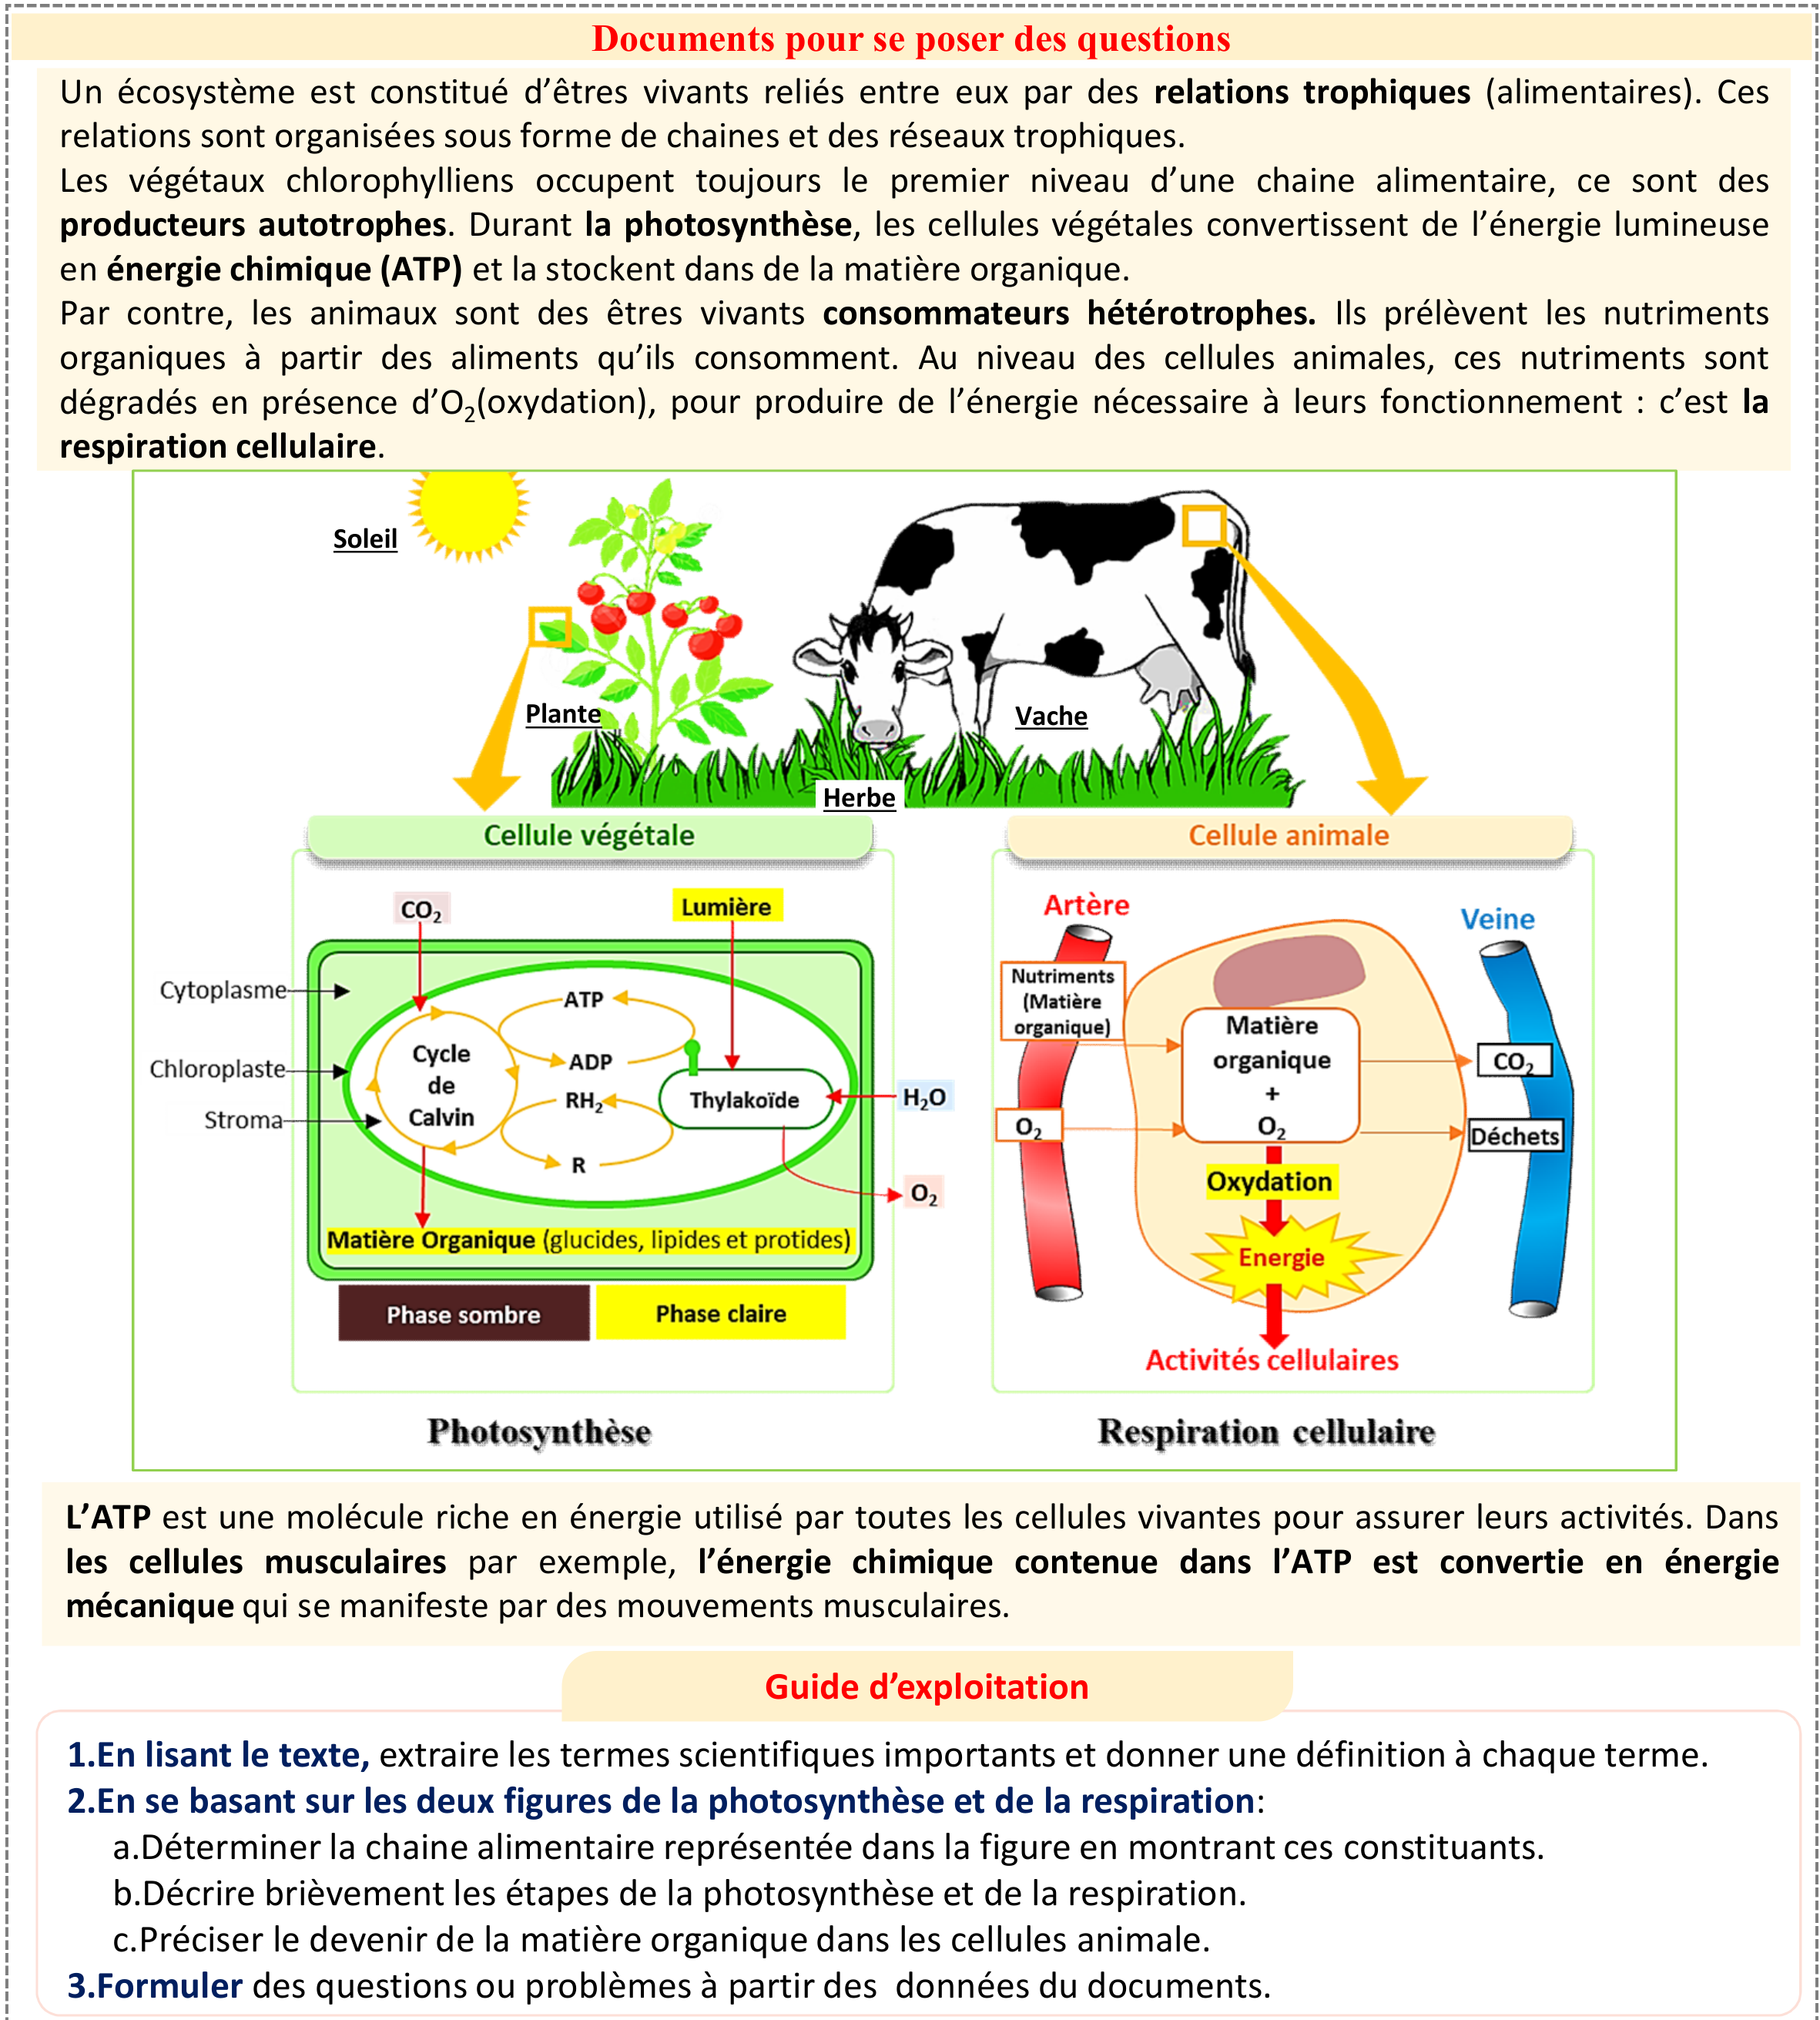 Documents pour se poser des questions
Un écosystème est constitué d’êtres vivants reliés entre eux par des relations trophiques (alimentaires). Ces
relations sont organisées sous forme de chaines et des réseaux trophiques.
Les végétaux chlorophylliens occupent toujours le premier niveau d’une chaine alimentaire, ce sont des
producteurs autotrophes. Durant la photosynthèse, les cellules végétales convertissent de l’énergie lumineuse
en énergie chimique (ATP) et la stockent dans de la matière organique.
Par contre, les animaux sont des êtres vivants consommateurs hétérotrophes. Ils prélèvent les nutriments
organiques à partir des aliments qu’ils consomment. Au niveau des cellules animales, ces nutriments sont
dégradés en présence d’O₂(oxydation), pour produire de l’énergie nécessaire à leurs fonctionnement : c’est la
respiration cellulaire.
Soleil
Plante
Vache
Herbe
Cellule végétale
CO₂
Lumière
Cytoplasme
Chloroplaste
Stroma
Cycle
de
Calvin
ATP
ADP
RH₂
R
Thylakoïde
H₂O
O₂
Matière Organique (glucides, lipides et protides)
Phase sombre
Phase claire
Photosynthèse
Cellule animale
Artère
Veine
Nutriments
(Matière
organique)
O₂
Matière
organique
+
O₂
CO₂
Déchets
Oxydation
Energie
Activités cellulaires
Respiration cellulaire
L’ATP est une molécule riche en énergie utilisé par toutes les cellules vivantes pour assurer leurs activités. Dans
les cellules musculaires par exemple, l’énergie chimique contenue dans l’ATP est convertie en énergie
mécanique qui se manifeste par des mouvements musculaires.
Guide d’exploitation
1.En lisant le texte, extraire les termes scientifiques importants et donner une définition à chaque terme.
2.En se basant sur les deux figures de la photosynthèse et de la respiration:
a.Déterminer la chaine alimentaire représentée dans la figure en montrant ces constituants.
b.Décrire brièvement les étapes de la photosynthèse et de la respiration.
c.Préciser le devenir de la matière organique dans les cellules animale.
3.Formuler des questions ou problèmes à partir des données du documents.